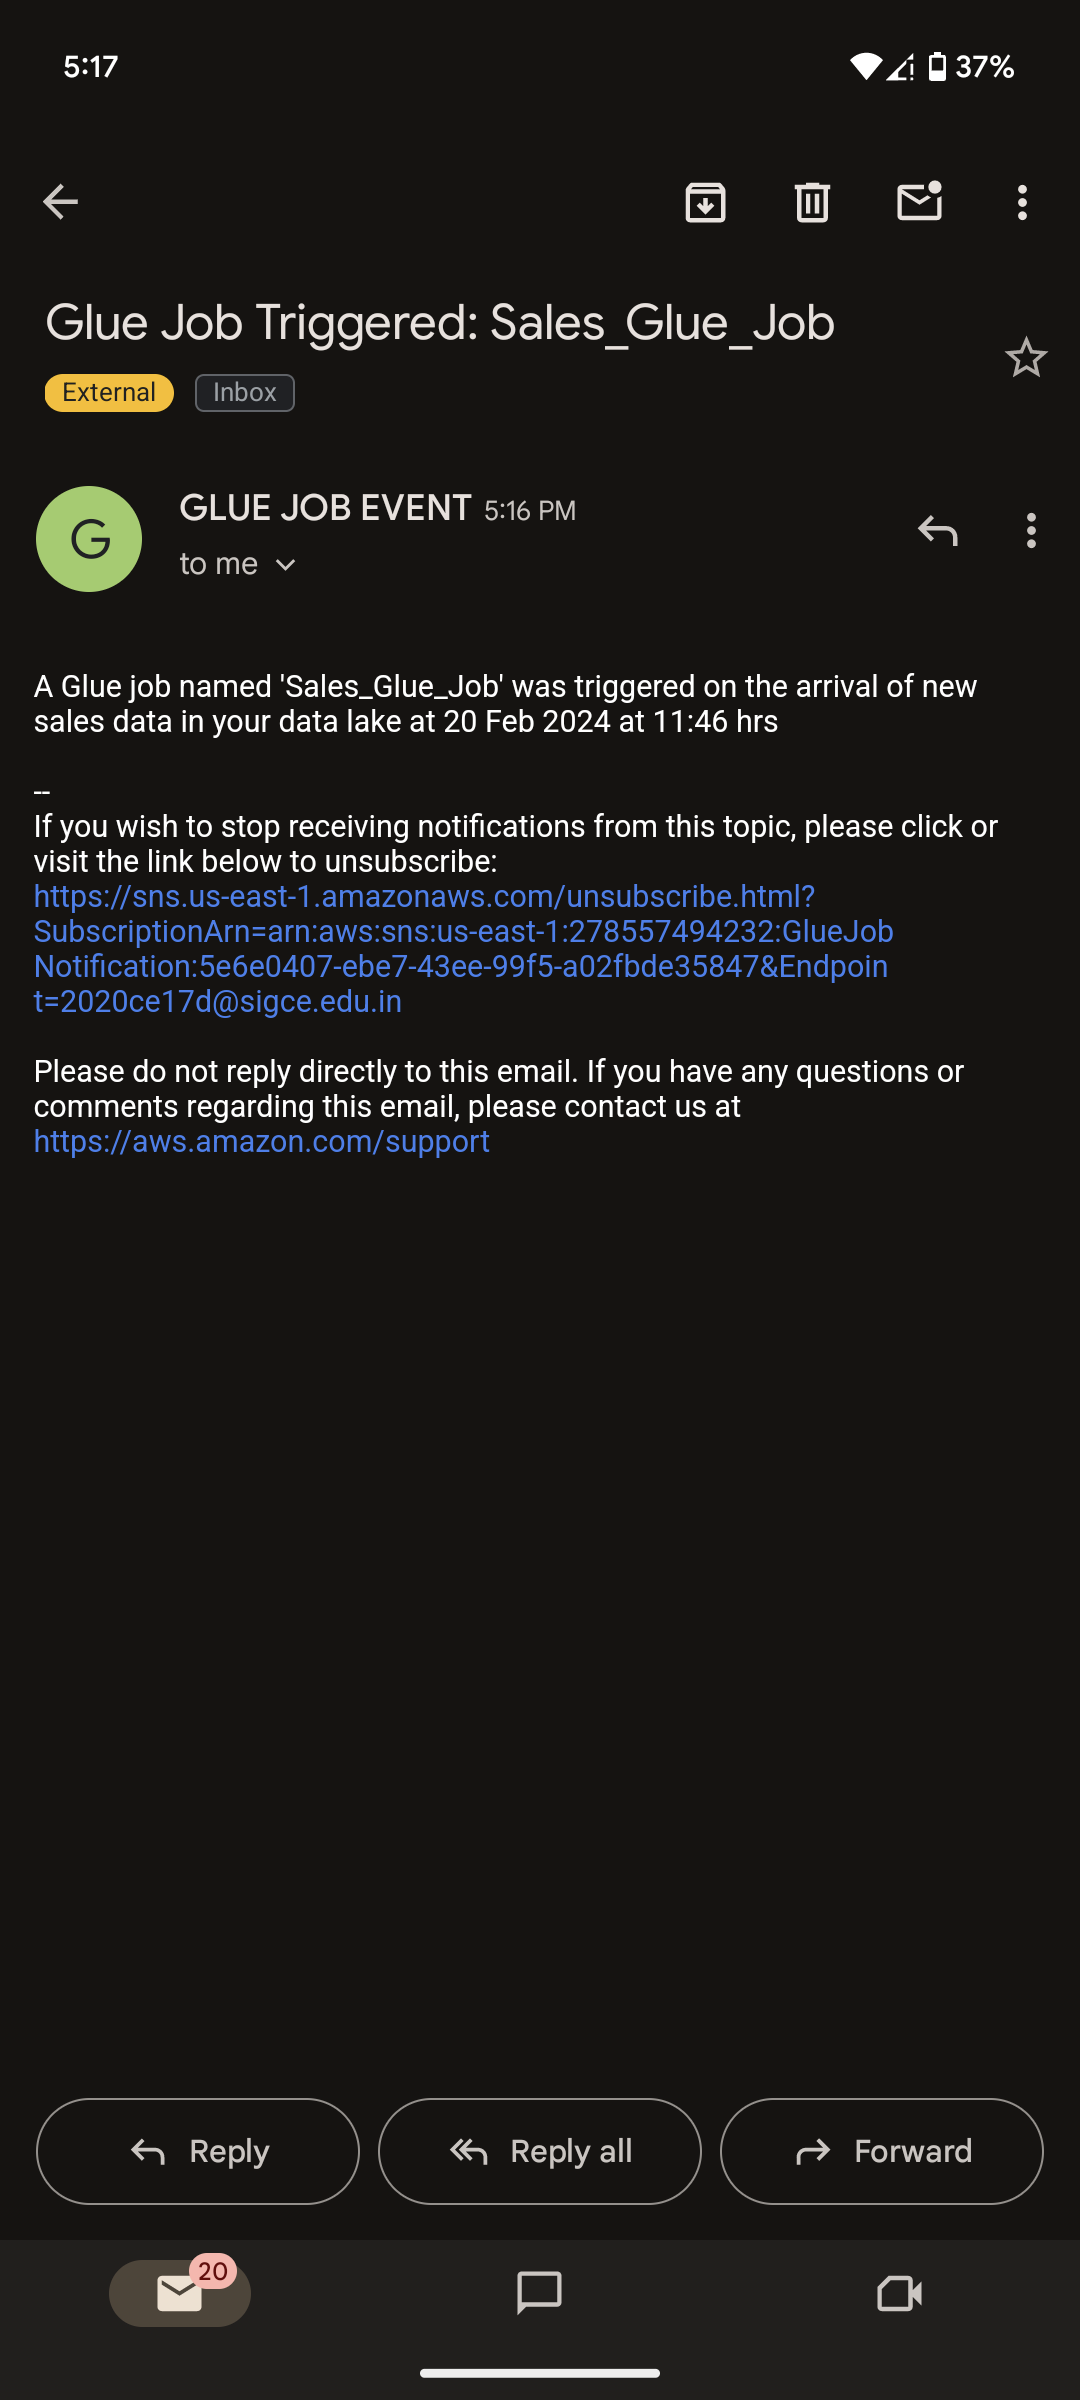 5:17
37%
Glue Job Triggered: Sales_Glue_Job
External
Inbox
G
GLUE JOB EVENT 5:16 PM
to me
A Glue job named 'Sales_Glue_Job' was triggered on the arrival of new
sales data in your data lake at 20 Feb 2024 at 11:46 hrs
--
If you wish to stop receiving notifications from this topic, please click or
visit the link below to unsubscribe:
https://sns.us-east-1.amazonaws.com/unsubscribe.html?
SubscriptionArn=arn:aws:sns:us-east-1:278557494232:GlueJob
Notification:5e6e0407-ebe7-43ee-99f5-a02fbde35847&Endpoin
t=2020ce17d@sigce.edu.in
Please do not reply directly to this email. If you have any questions or
comments regarding this email, please contact us at
https://aws.amazon.com/support
Reply
Reply all
Forward
20